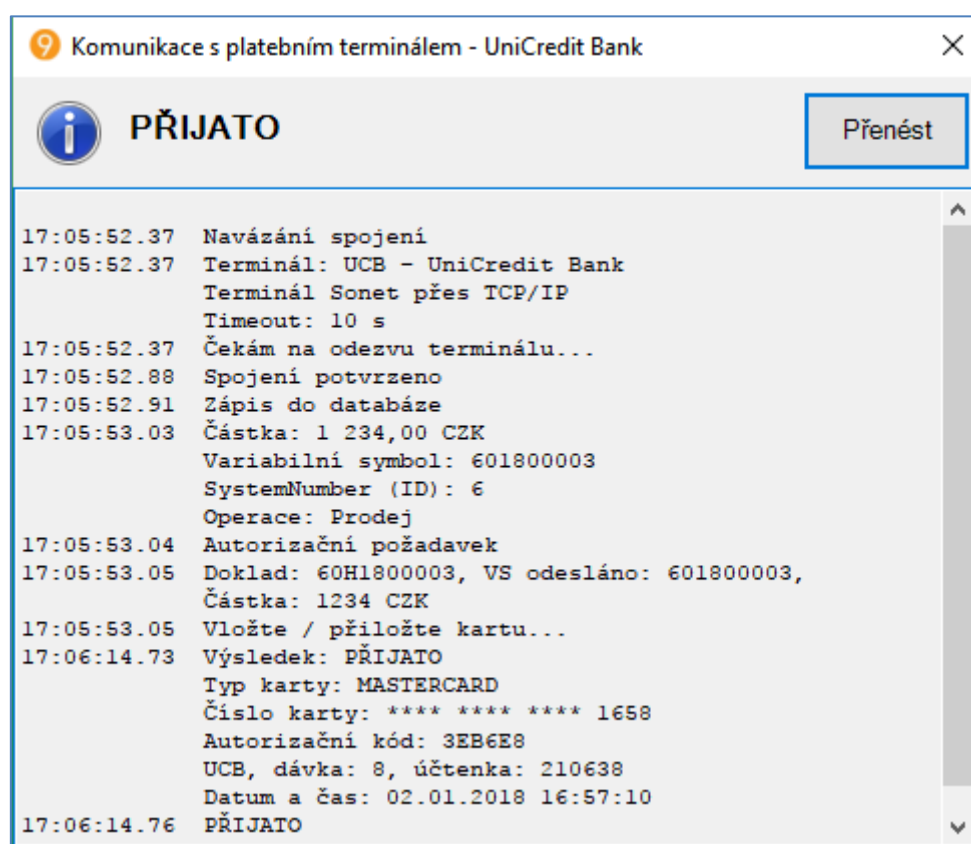 9 Komunikace s platebním terminálem - UniCredit Bank
PŘIJATO
Přenést
17:05:52.37 Navázání spojení
17:05:52.37 Terminál: UCB - UniCredit Bank
Terminál Sonet přes TCP/IP
Timeout: 10 s
17:05:52.37 Čekám na odezvu terminálu...
17:05:52.88 Spojení potvrzeno
17:05:52.91 Zápis do databáze
17:05:53.03 Částka: 1 234,00 CZK
Variabilní symbol: 601800003
SystemNumber (ID): 6
Operace: Prodej
17:05:53.04 Autorizační požadavek
17:05:53.05 Doklad: 60H1800003, VS odesláno: 601800003,
Částka: 1234 CZK
17:05:53.05 Vložte / přiložte kartu...
17:06:14.73 Výsledek: PŘIJATO
Typ karty: MASTERCARD
Číslo karty: **** **** **** 1658
Autorizační kód: 3EB6E8
UCB, dávka: 8, účtenka: 210638
Datum a čas: 02.01.2018 16:57:10
17:06:14.76 PŘIJATO